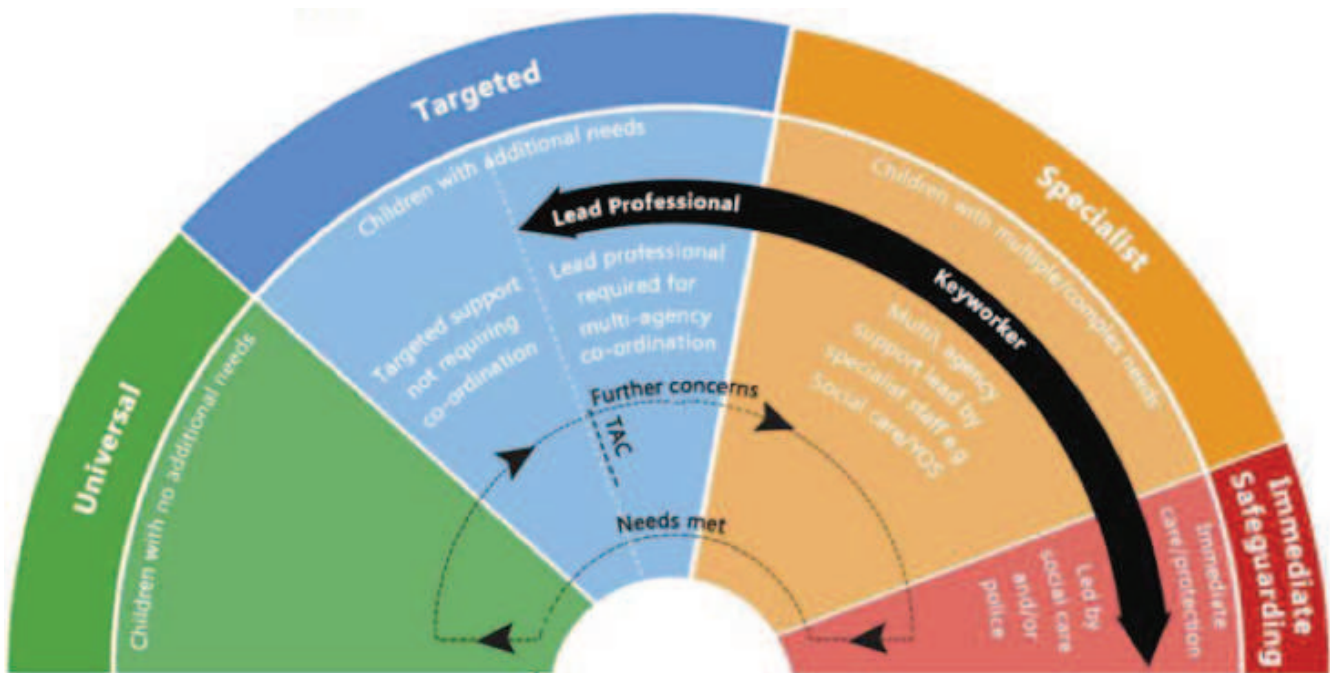 Universal
Children with no additional needs
Targeted
Children with additional needs
Targeted support
not requiring
co-ordination
Lead professional
required for
multi-agency
co-ordination
Lead Professional
Keyworker
Specialist
Children with multiple/complex needs
Multi agency
support lead by
specialist staff e.g
Social care/YOS
Immediate
Safeguarding
Immediate
care/protection
Led by
social care
and/or
police
Further concerns
TAC
Needs met